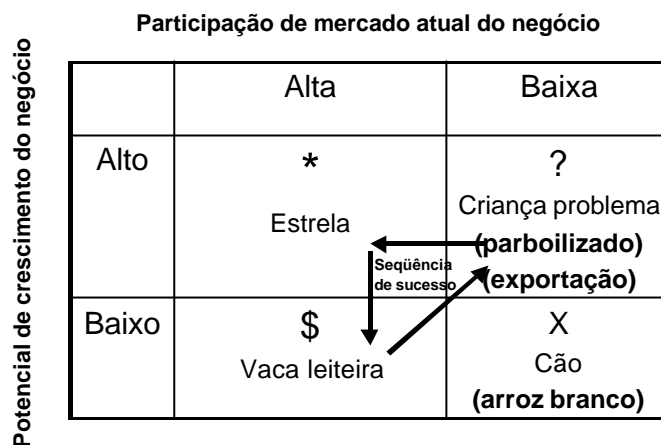 Participação de mercado atual do negócio
Potencial de crescimento do negócio
Alta
Baixa
Alto
*
Estrela
?
Criança problema
(parboilizado)
(exportação)
Seqüência
de sucesso
Baixo
$
Vaca leiteira
X
Cão
(arroz branco)